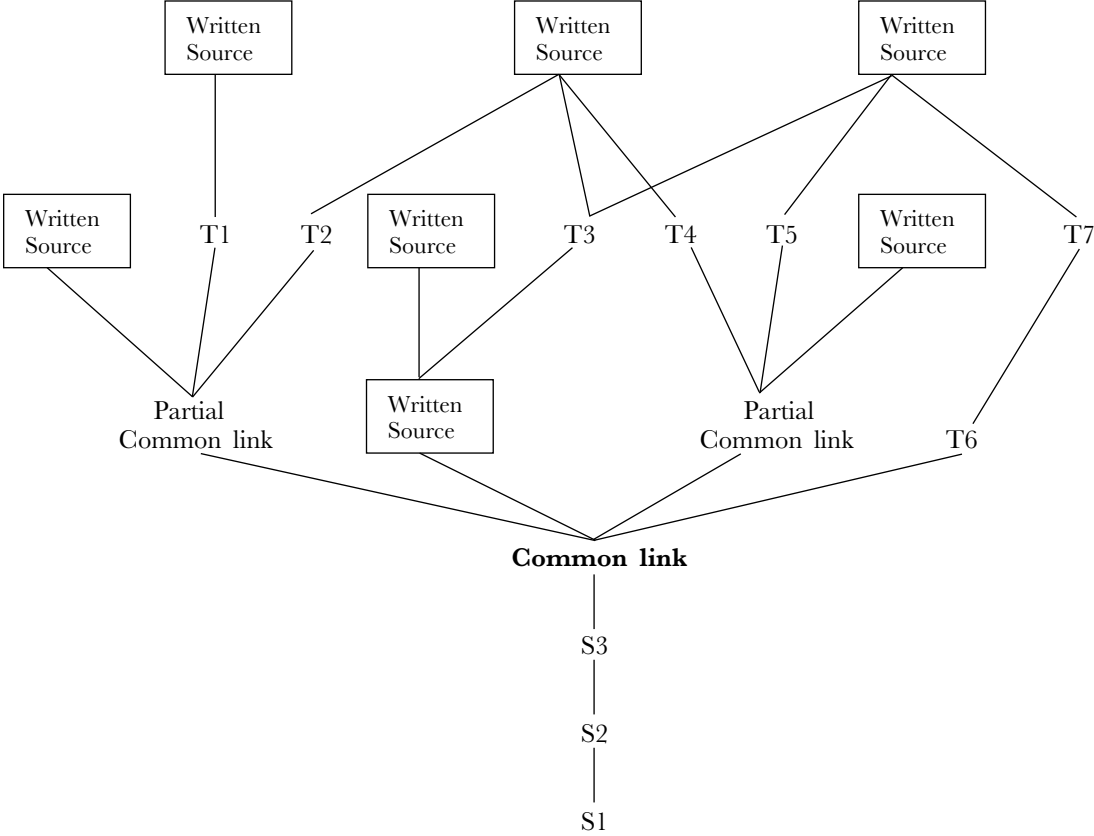 Written
Source
Written
Source
Written
Source
Written
Source
T1
T2
Written
Source
T3
T4
T5
Written
Source
T7
Partial
Common link
Written
Source
Partial
Common link
T6
Common link
S3
S2
S1